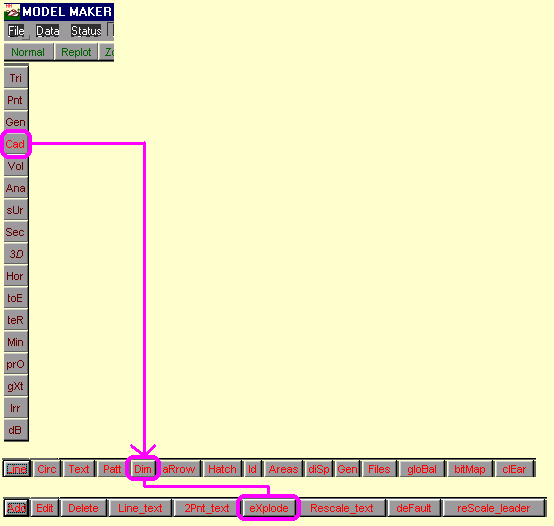 MODEL MAKER
File Data Status
Normal Replot Zo
Tri
Pnt
Gen
Cad
Vol
Ana
sUr
Sec
3D
Hor
toE
teR
Min
prO
gXt
Irr
dB
Line Circ Text Patt Dim aRrow Hatch Id Areas diSp Gen Files gloBal bitMap clEar
Add Edit Delete Line_text 2Pnt_text eXplode Rescale_text deFault reScale_leader